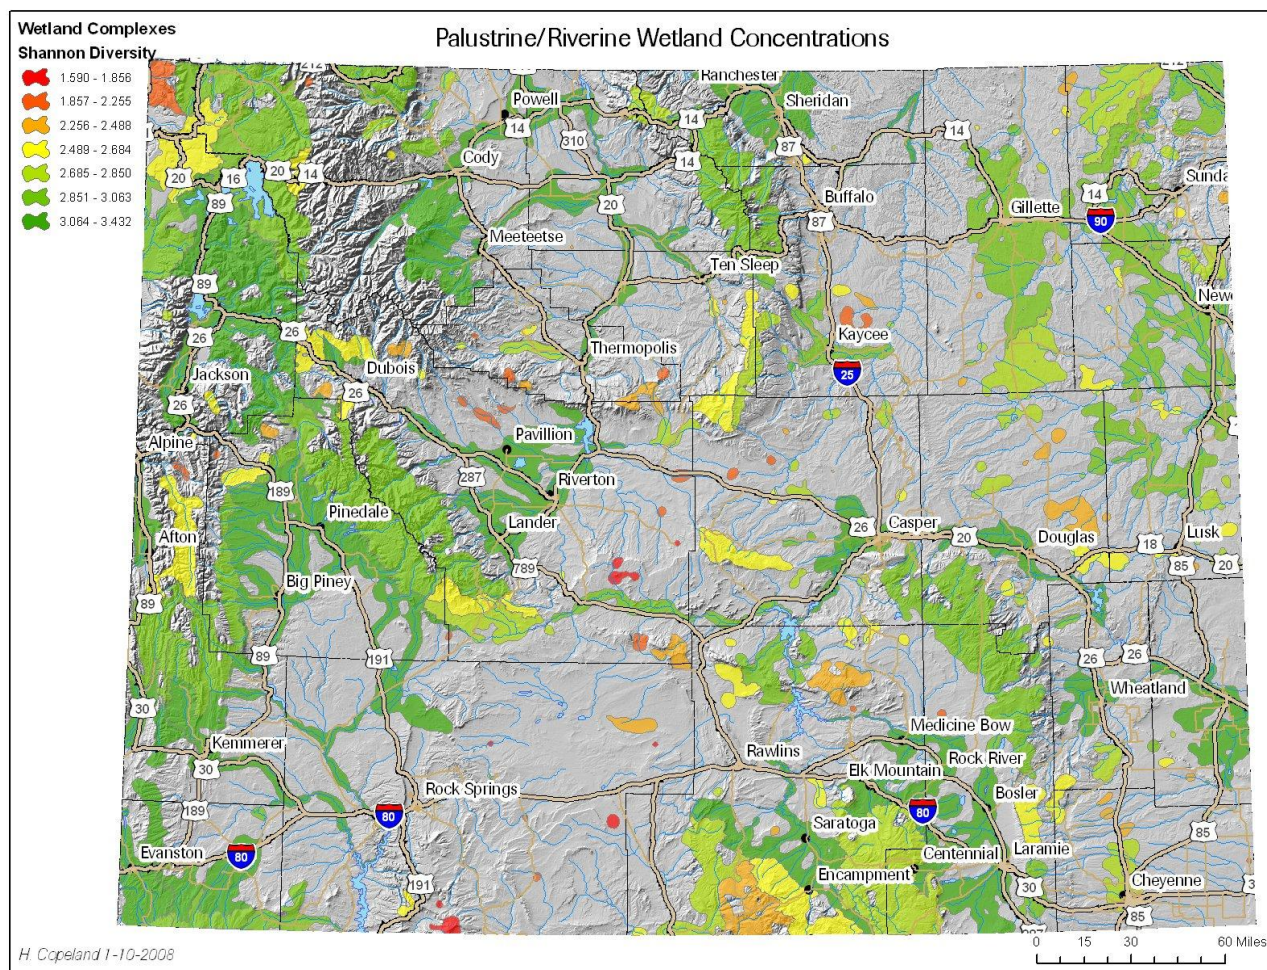 Wetland Complexes
Shannon Diversity
Palustrine/Riverine Wetland Concentrations
1.590 - 1.856
1.857 - 2.255
2.256 - 2.488
2.489 - 2.684
2.685 - 2.850
2.851 - 3.063
3.064 - 3.432
212
Ranchester
212
Powell
Sheridan
14
310
14
14
87
Cody
14
20
16
20
14
89
20
Buffalo
87
14
Sunda
Gillette
90
Meeteetse
Ten Sleep
89
Newc
26
26
Thermopolis
Kaycee
25
Jackson
Dubois
26
26
Alpine
Pavillion
287
Riverton
189
Pinedale
Lander
26
Casper
20
Douglas
18
Lusk
Afton
789
85
20
Big Piney
89
89
191
26
26
Wheatland
30
Kemmerer
30
Medicine Bow
Rawlins
Rock River
Elk Mountain
Rock Springs
189
80
80
Bosler
Saratoga
85
Evanston
80
Centennial
Laramie
191
Encampment
30
Cheyenne
85
H. Copeland 1-10-2008
0 15 30 60 Miles